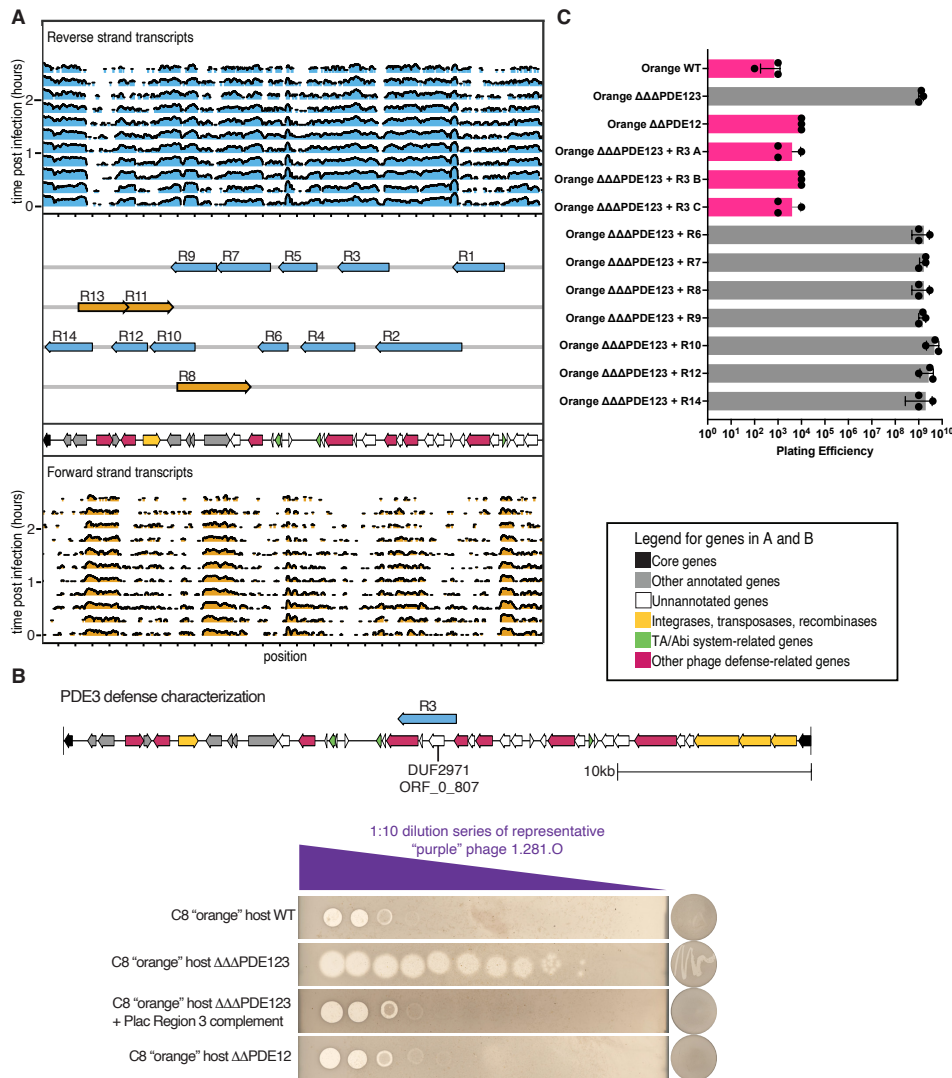 A
Reverse strand transcripts
time post infection (hours)
2
1
0
R9 R7 R5 R3 R1
R13 R11
R14 R12 R10 R6 R4 R2
R8
Forward strand transcripts
time post infection (hours)
2
1
0
position
C
Orange WT
Orange ΔΔΔPDE123
Orange ΔΔPDE12
Orange ΔΔΔPDE123 + R3 A
Orange ΔΔΔPDE123 + R3 B
Orange ΔΔΔPDE123 + R3 C
Orange ΔΔΔPDE123 + R6
Orange ΔΔΔPDE123 + R7
Orange ΔΔΔPDE123 + R8
Orange ΔΔΔPDE123 + R9
Orange ΔΔΔPDE123 + R10
Orange ΔΔΔPDE123 + R12
Orange ΔΔΔPDE123 + R14
10⁰ 10¹ 10² 10³ 10⁴ 10⁵ 10⁶ 10⁷ 10⁸ 10⁹ 10¹⁰
Plating Efficiency
Legend for genes in A and B
Core genes
Other annotated genes
Unnannotated genes
Integrases, transposases, recombinases
TA/Abi system-related genes
Other phage defense-related genes
B
PDE3 defense characterization
R3
DUF2971
ORF_0_807
10kb
1:10 dilution series of representative
"purple" phage 1.281.O
C8 "orange" host WT
C8 "orange" host ΔΔΔPDE123
C8 "orange" host ΔΔΔPDE123
+ Plac Region 3 complement
C8 "orange" host ΔΔPDE12